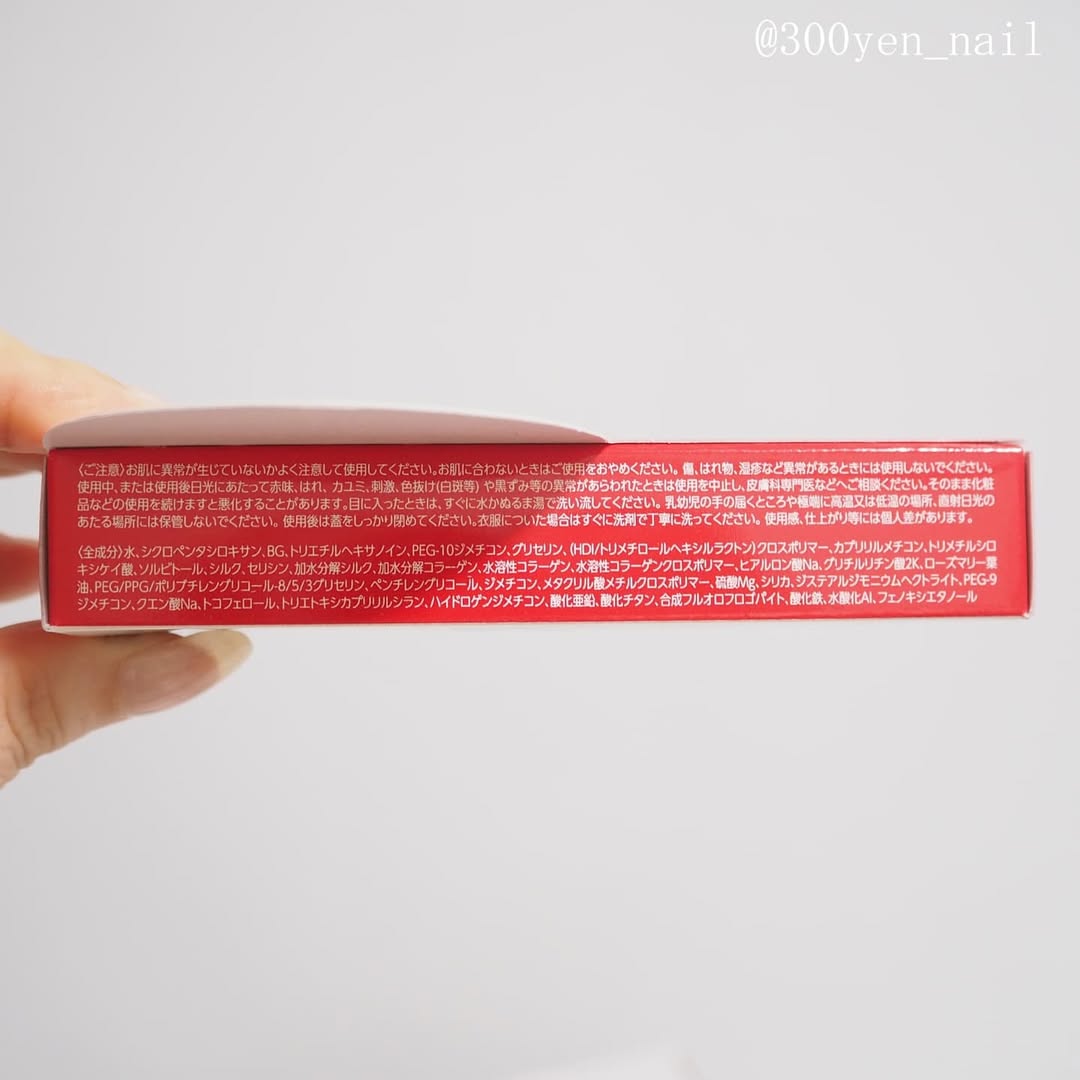 @300yen_nail
〈ご注意〉お肌に異常が生じていないかよく注意して使用してください。お肌に合わないときはご使用をおやめください。傷、はれ物、湿疹など異常があるときには使用しないでください。
使用中、または使用後日光にあたって赤味、はれ、カユミ、刺激、色抜け(白斑等)や黒ずみ等の異常があらわれたときは使用を中止し、皮膚科専門医などへご相談ください。そのまま化粧
品などの使用を続けますと悪化することがあります。目に入ったときは、すぐに水かぬるま湯で洗い流してください。乳幼児の手の届くところや極端に高温又は低温の場所、直射日光の
あたる場所には保管しないでください。使用後は蓋をしっかり閉めてください。衣服についた場合はすぐに洗剤で丁寧に洗ってください。使用感、仕上がり等には個人差があります。
〈全成分〉水、シクロペンタシロキサン、BG、トリエチルヘキサノイン、PEG-10ジメチコン、グリセリン、(HDI/トリメチロールヘキシルラクトン)クロスポリマー、カプリリルメチコン、トリメチルシロ
キシケイ酸、ソルビトール、シルク、セリシン、加水分解シルク、加水分解コラーゲン、水溶性コラーゲン、水溶性コラーゲンクロスポリマー、ヒアルロン酸Na、グリチルリチン酸2K、ローズマリー葉
油、PEG/PPG/ポリブチレングリコール-8/5/3グリセリン、ペンチレングリコール、ジメチコン、メタクリル酸メチルクロスポリマー、硫酸Mg、シリカ、ジステアルジモニウムヘクトライト、PEG-9
ジメチコン、クエン酸Na、トコフェロール、トリエトキシカプリリルシラン、ハイドロゲンジメチコン、酸化亜鉛、酸化チタン、合成フルオロフロゴパイト、酸化鉄、水酸化Al、フェノキシエタノール